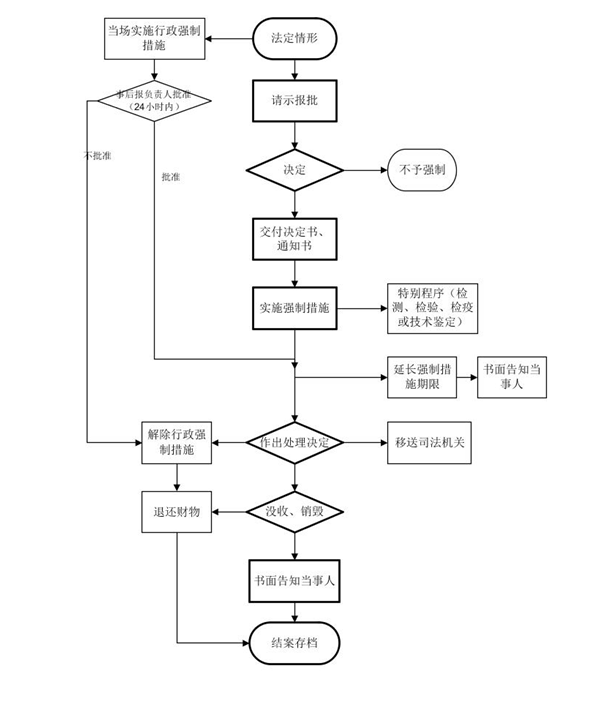 当场实施行政强制
措施
法定情形
事后报负责人批准
（24小时内）
请示报批
不批准
批准
决定
不予强制
交付决定书、
通知书
实施强制措施
特别程序（检
测、检验、检疫
或技术鉴定）
延长强制措
施期限
书面告知当
事人
解除行政强
制措施
作出处理决定
移送司法机关
退还财物
没收、销毁
书面告知当事人
结案存档